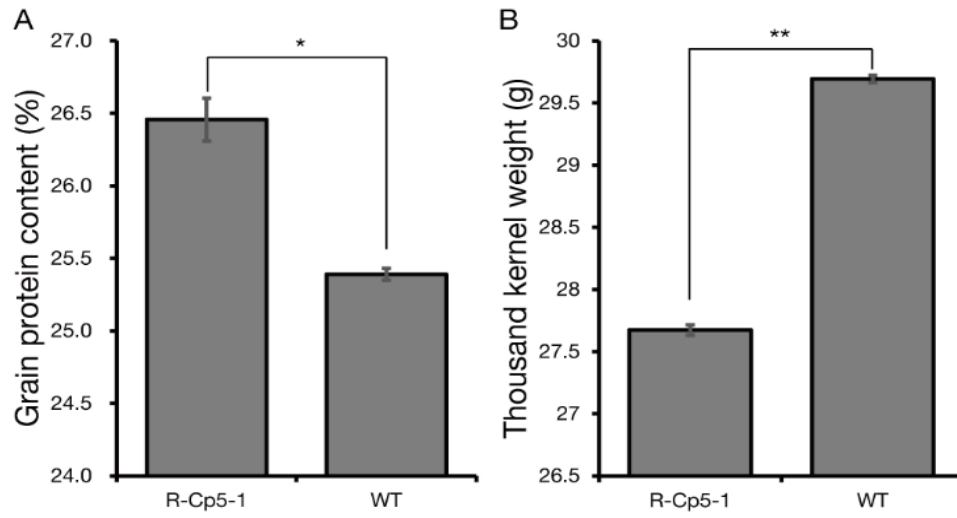 A
Grain protein content (%)
27.0
26.5
26.0
25.5
25.0
24.5
24.0
*
R-Cp5-1
WT
B
Thousand kernel weight (g)
30
29.5
29
28.5
28
27.5
27
26.5
**
R-Cp5-1
WT